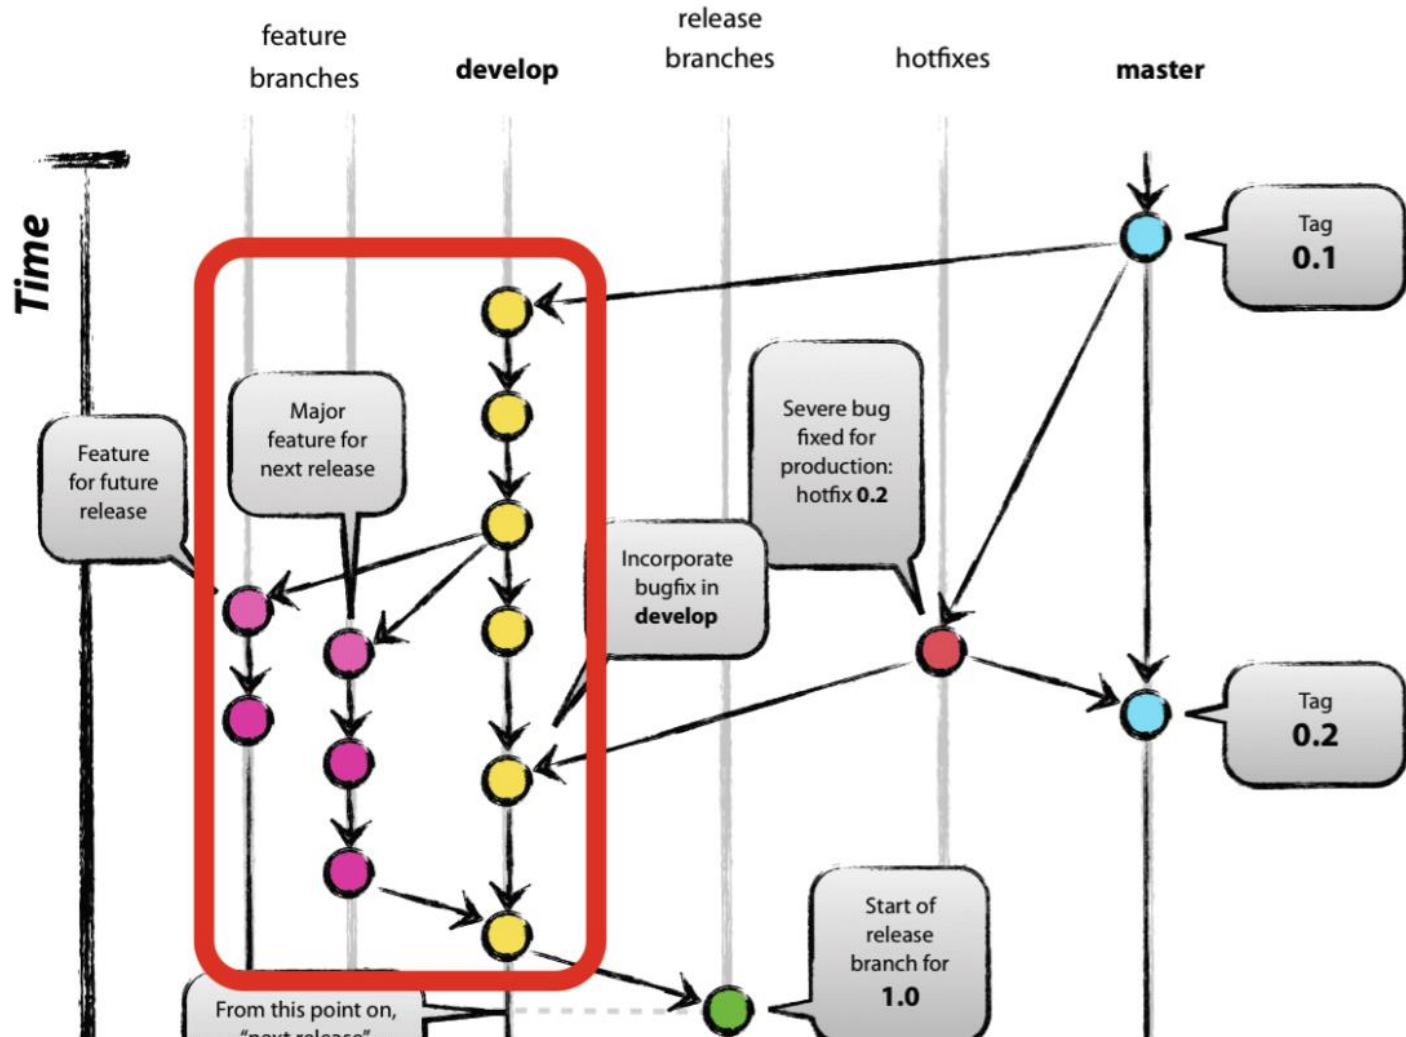 feature
branches
develop
release
branches
hotfixes
master
Time
Tag
0.1
Major
feature for
next release
Feature
for future
release
Severe bug
fixed for
production:
hotfix 0.2
Incorporate
bugfix in
develop
Tag
0.2
Start of
release
branch for
1.0
From this point on,
“next release”